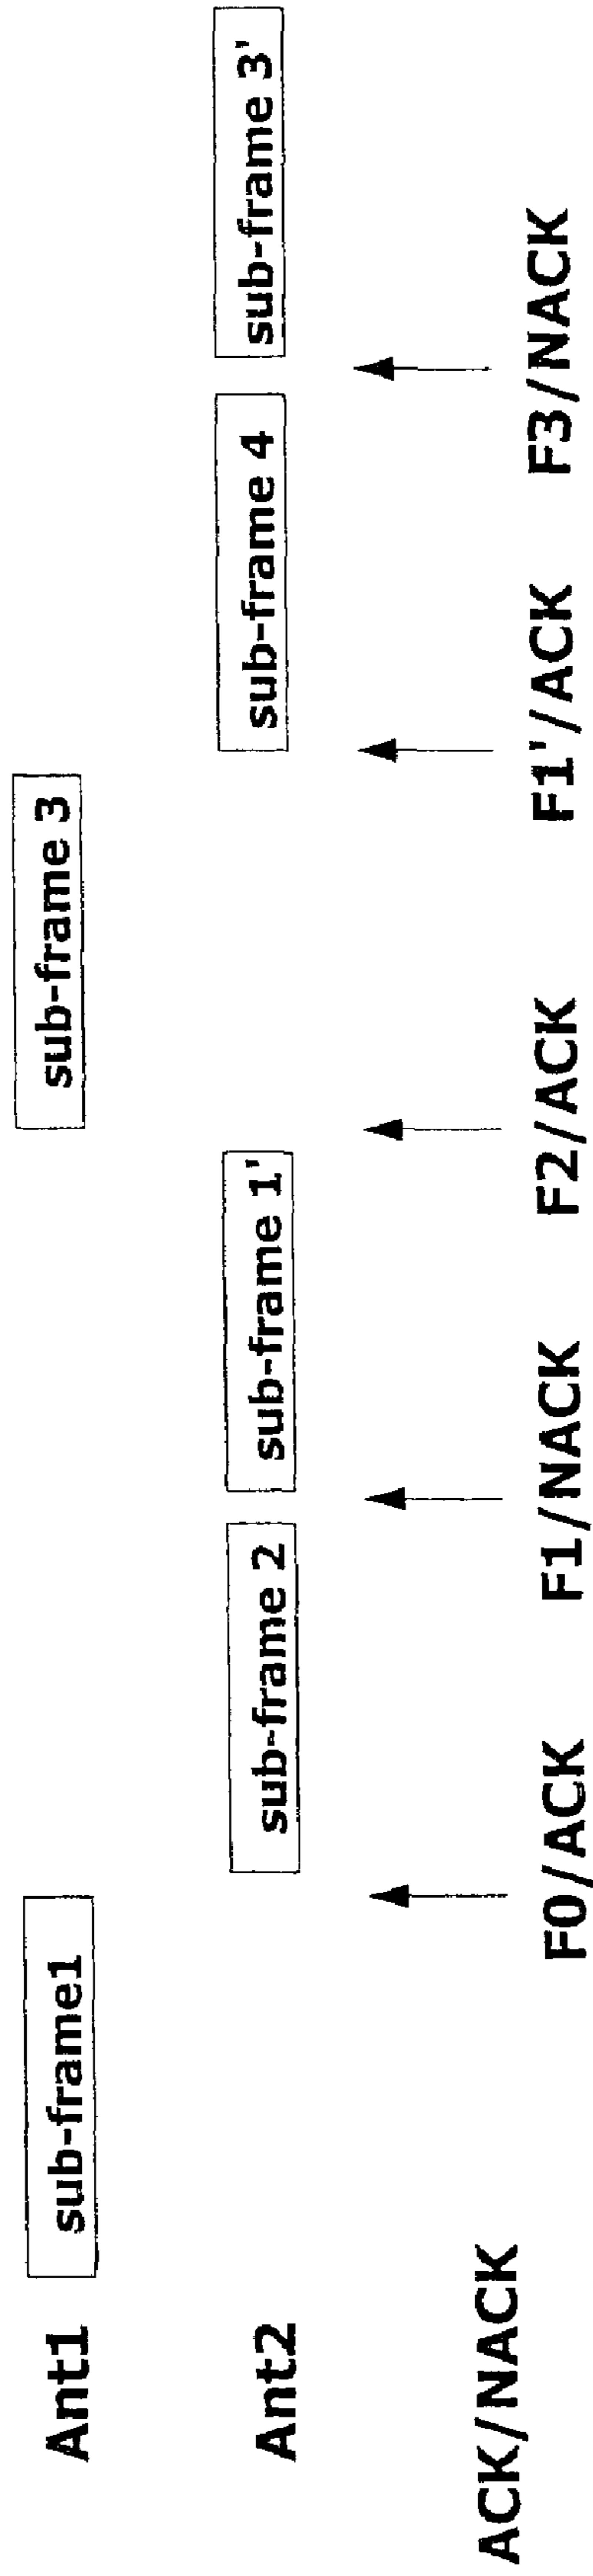 Ant1
sub-frame1
sub-frame 3
Ant2
sub-frame 2
sub-frame 1'
sub-frame 4
sub-frame 3'
ACK/NACK
F0/ACK
F1/NACK
F2/ACK
F1'/ACK
F3/NACK